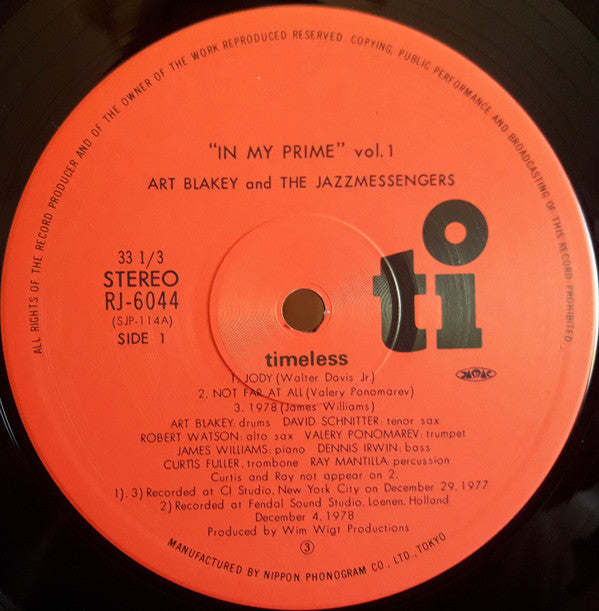 ALL RIGHTS OF THE RECORD PRODUCER AND OF THE OWNER OF THE WORK REPRODUCED RESERVED. COPYING, PUBLIC PERFORMANCE AND BROADCASTING OF THIS RECORD PROHIBITED.
"IN MY PRIME" vol.1
ART BLAKEY and THE JAZZMESSENGERS
ti
33 1/3
STEREO
RJ-6044
(SJP-114A)
SIDE 1
timeless
1. JODY (Walter Davis Jr.)
2. NOT FAR AT ALL (Valery Ponomarev)
3. 1978 (James Williams)
ART BLAKEY: drums DAVID SCHNITTER: tenor sax
ROBERT WATSON: alto sax VALERY PONOMAREV: trumpet
JAMES WILLIAMS: piano DENNIS IRWIN: bass
CURTIS FULLER, trombone RAY MANTILLA: percussion
Curtis and Ray not appear on 2.
1). 3) Recorded at CI Studio, New York City on December 29, 1977
2) Recorded at Fendal Sound Studio, Loenen, Holland
December 4, 1978
Produced by Wim Wigt Productions
3
MANUFACTURED BY NIPPON PHONOGRAM CO., LTD., TOKYO